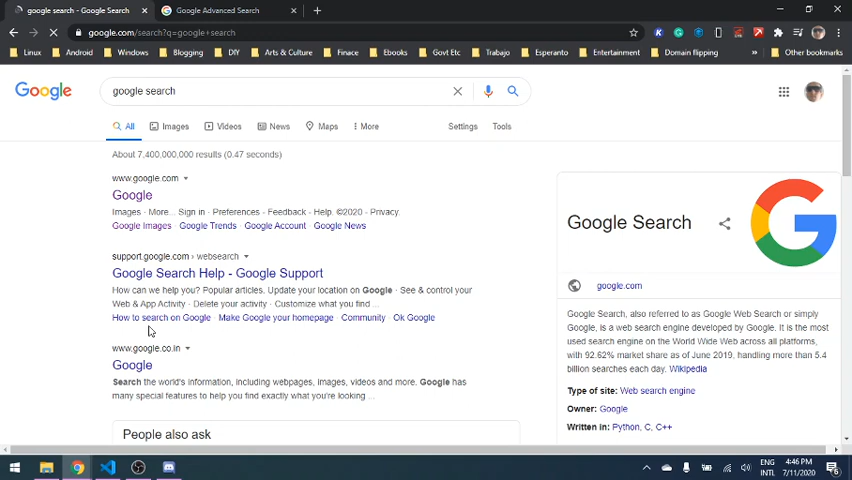 google search - Google Search
Google Advanced Search
google.com/search?q=google+search
Linux Android Windows Blogging DIY Arts & Culture Finace Ebooks Govt Etc Trabajo Esperanto Entertainment Domain flipping Other bookmarks
Google
google search
All Images Videos News Maps More Settings Tools
About 7,400,000,000 results (0.47 seconds)
www.google.com
Google
Images · More... Sign in · Preferences · Feedback · Help. ©2020 - Privacy.
Google Images · Google Trends · Google Account · Google News
support.google.com › websearch
Google Search Help - Google Support
How can we help you? Popular articles. Update your location on Google · See & control your
Web & App Activity · Delete your activity · Customize what you find ...
How to search on Google · Make Google your homepage · Community · Ok Google
www.google.co.in
Google
Search the world's information, including webpages, images, videos and more. Google has
many special features to help you find exactly what you're looking ...
People also ask
Google Search
google.com
Google Search, also referred to as Google Web Search or simply
Google, is a web search engine developed by Google. It is the most
used search engine on the World Wide Web across all platforms,
with 92.62% market share as of June 2019, handling more than 5.4
billion searches each day. Wikipedia
Type of site: Web search engine
Owner: Google
Written in: Python, C, C++
ENG
INTL
4:46 PM
7/11/2020
6